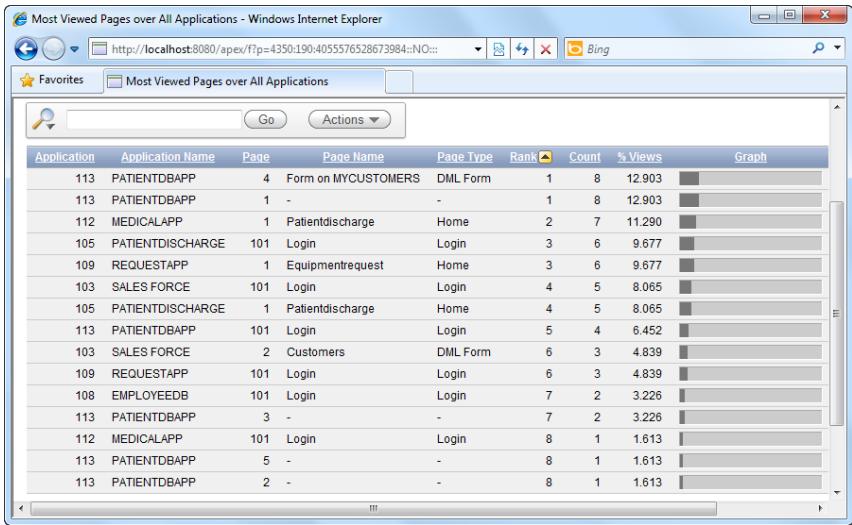 Most Viewed Pages over All Applications - Windows Internet Explorer
http://localhost:8080/apex/f?p=4350:190:4055576528673984::NO::: Bing
Favorites Most Viewed Pages over All Applications
Go Actions
Application Application Name Page Page Name Page Type Rank Count % Views Graph
113 PATIENTDBAPP 4 Form on MYCUSTOMERS DML Form 1 8 12.903
113 PATIENTDBAPP 1 - - 1 8 12.903
112 MEDICALAPP 1 Patientdischarge Home 2 7 11.290
105 PATIENTDISCHARGE 101 Login Login 3 6 9.677
109 REQUESTAPP 1 Equipmentrequest Home 3 6 9.677
103 SALES FORCE 101 Login Login 4 5 8.065
105 PATIENTDISCHARGE 1 Patientdischarge Home 4 5 8.065
113 PATIENTDBAPP 101 Login Login 5 4 6.452
103 SALES FORCE 2 Customers DML Form 6 3 4.839
109 REQUESTAPP 101 Login Login 6 3 4.839
108 EMPLOYEEDB 101 Login Login 7 2 3.226
113 PATIENTDBAPP 3 - - 7 2 3.226
112 MEDICALAPP 101 Login Login 8 1 1.613
113 PATIENTDBAPP 5 - - 8 1 1.613
113 PATIENTDBAPP 2 - - 8 1 1.613